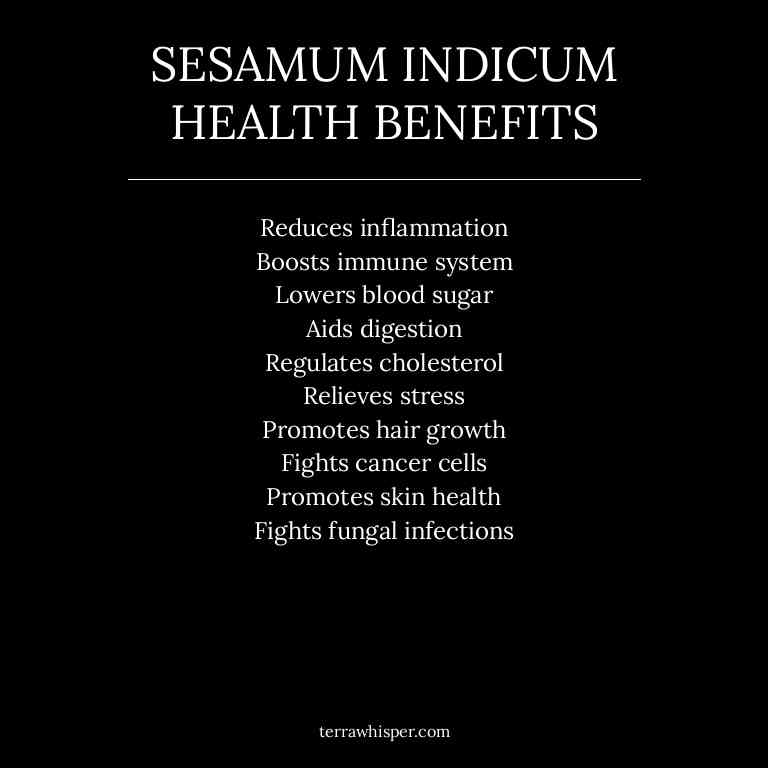 SESAMUM INDICUM
HEALTH BENEFITS
Reduces inflammation
Boosts immune system
Lowers blood sugar
Aids digestion
Regulates cholesterol
Relieves stress
Promotes hair growth
Fights cancer cells
Promotes skin health
Fights fungal infections
terrawhisper.com